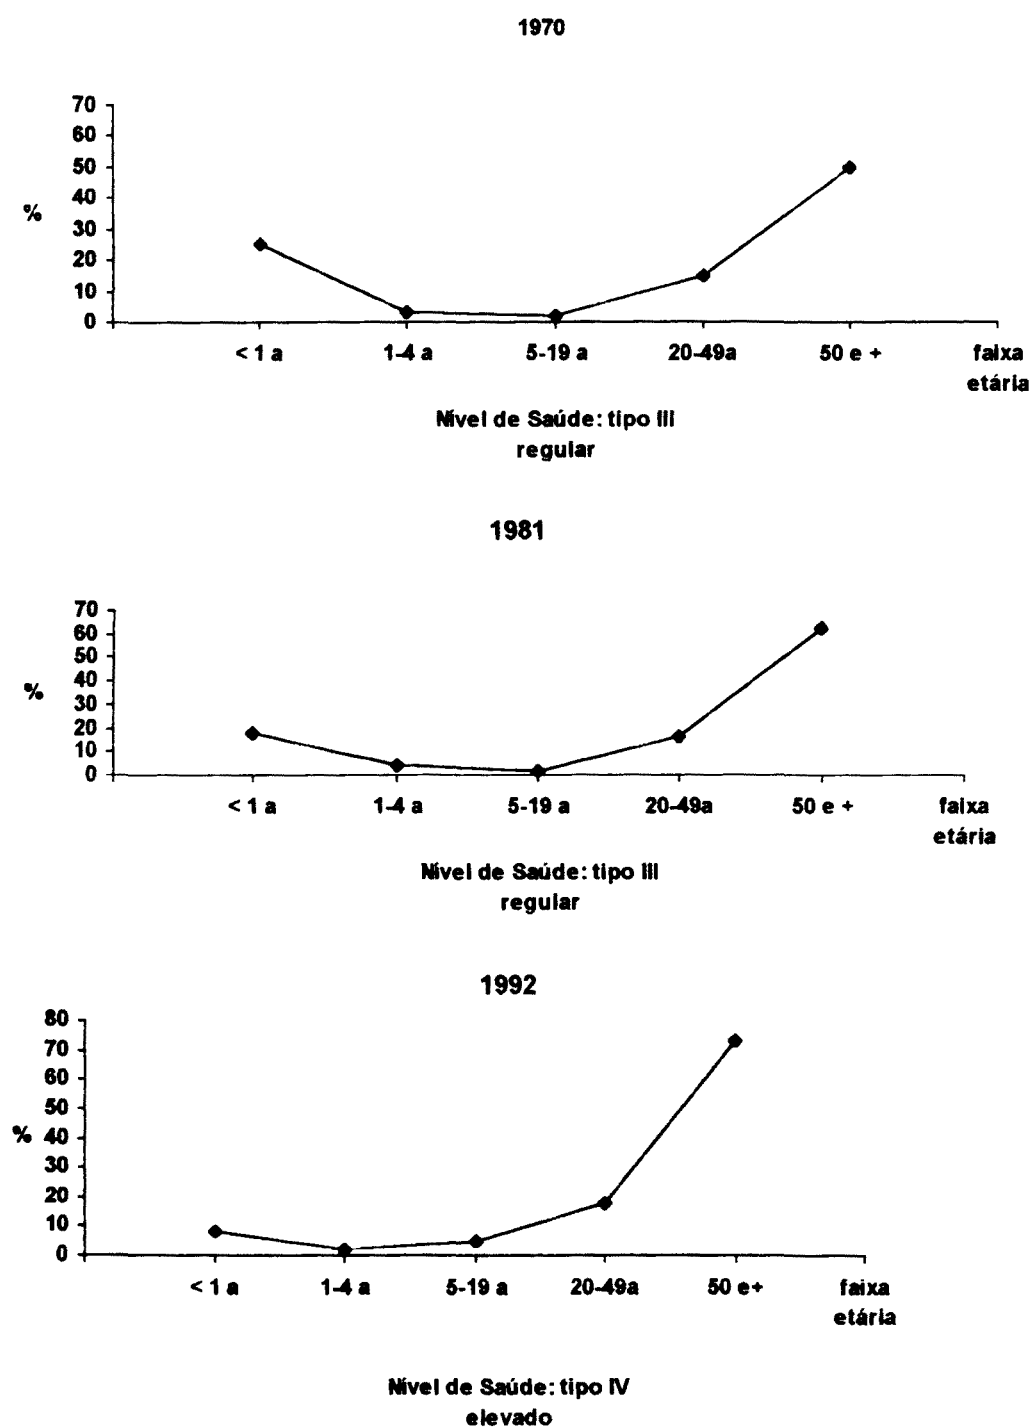 1970
70
60
50
40
%
30
20
10
0
< 1 a 1-4 a 5-19 a 20-49a 50 e + faixa
etária
Nível de Saúde: tipo III
regular
1981
70
60
50
40
%
30
20
10
0
< 1 a 1-4 a 5-19 a 20-49a 50 e + faixa
etária
Nível de Saúde: tipo III
regular
1992
80
70
60
50
% 40
30
20
10
0
< 1 a 1-4 a 5-19 a 20-49a 50 e+ faixa
etária
Nível de Saúde: tipo IV
elevado